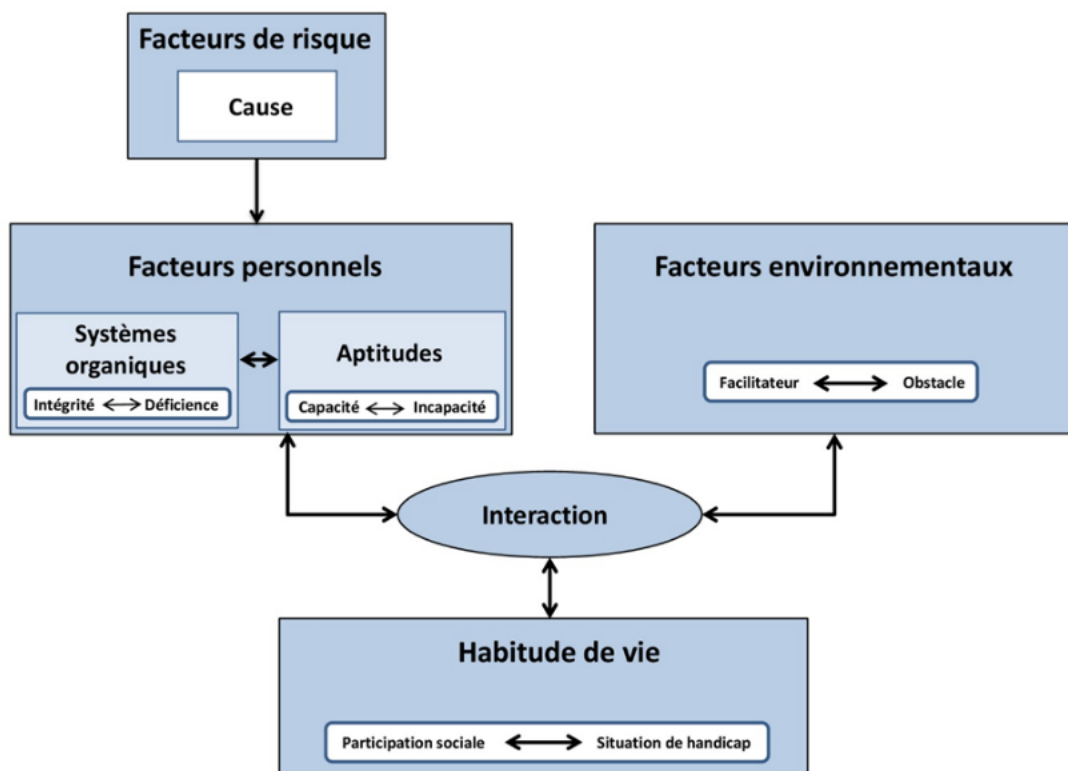 Facteurs de risque
Cause
Facteurs personnels
Systèmes
organiques
Intégrité Déficience
Aptitudes
Capacité Incapacité
Facteurs environnementaux
Facilitateur Obstacle
Interaction
Habitude de vie
Participation sociale Situation de handicap